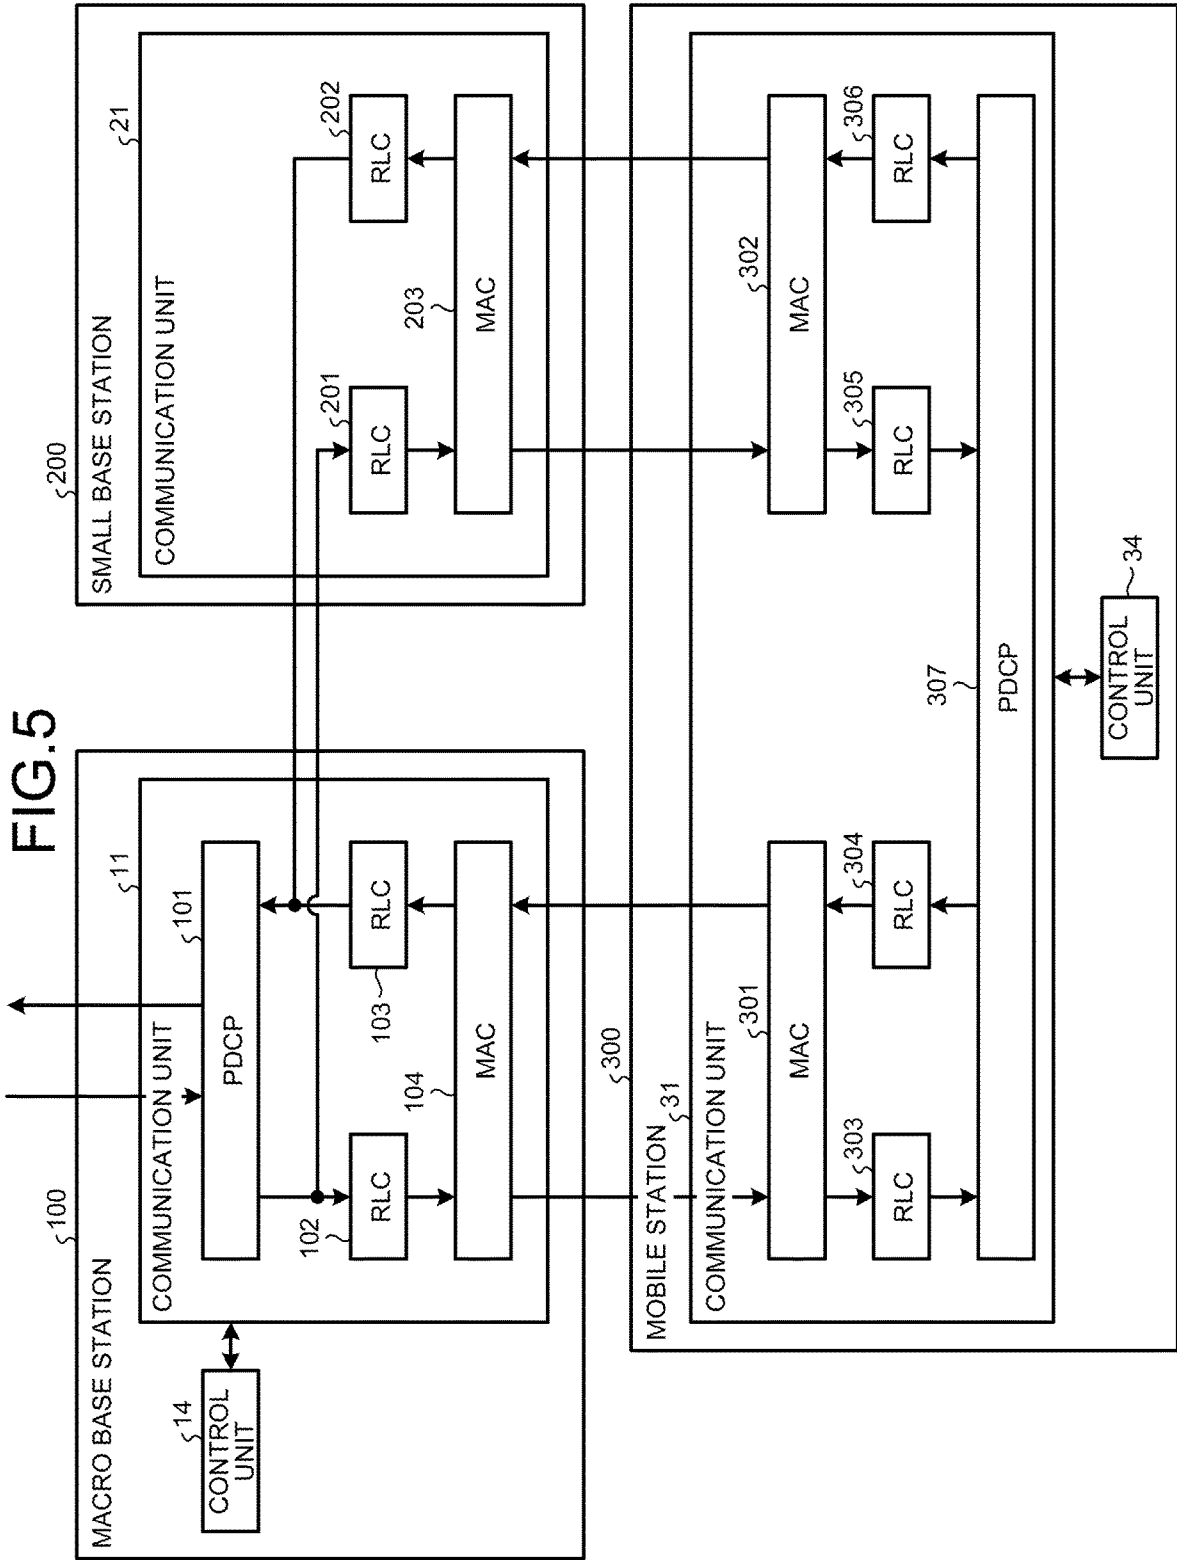 FIG.5
100
MACRO BASE STATION
14
CONTROL
UNIT
11
COMMUNICATION UNIT
101
PDCP
102
RLC
103
RLC
104
MAC
200
SMALL BASE STATION
21
COMMUNICATION UNIT
201
RLC
202
RLC
203
MAC
300
MOBILE STATION
31
COMMUNICATION UNIT
301
MAC
302
MAC
303
RLC
304
RLC
305
RLC
306
RLC
307
PDCP
34
CONTROL
UNIT